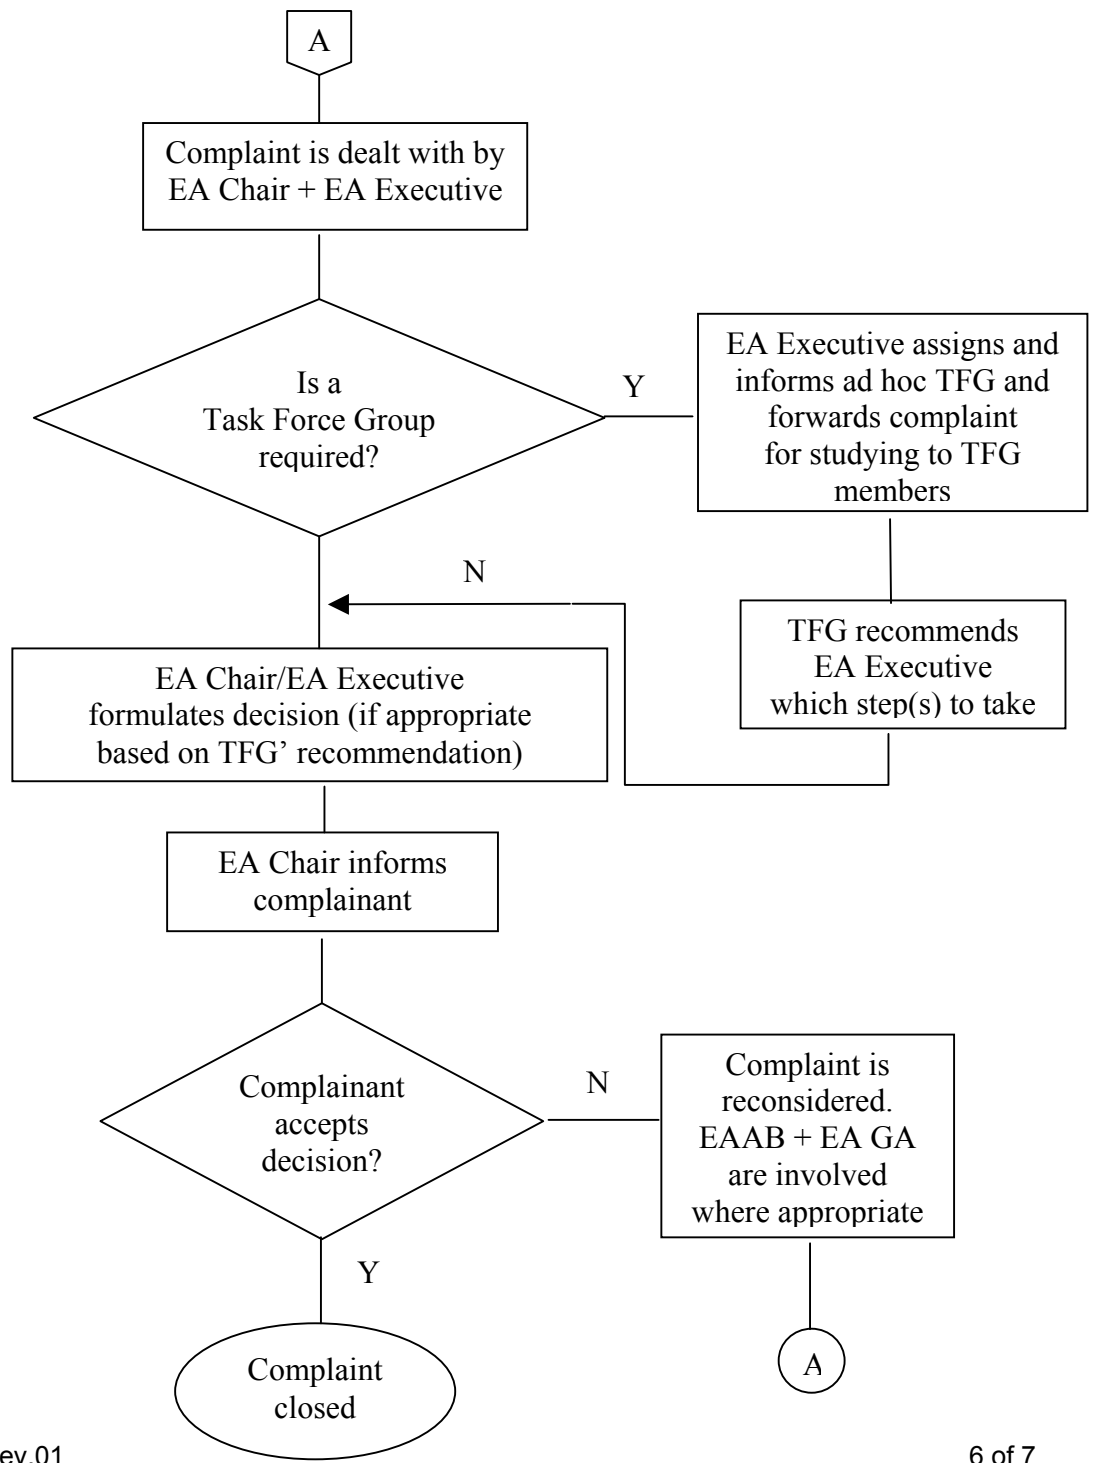 A
Complaint is dealt with by
EA Chair + EA Executive
Is a
Task Force Group
required?
Y
EA Executive assigns and
informs ad hoc TFG and
forwards complaint
for studying to TFG
members
N
TFG recommends
EA Executive
which step(s) to take
EA Chair/EA Executive
formulates decision (if appropriate
based on TFG’ recommendation)
EA Chair informs
complainant
Complainant
accepts
decision?
N
Complaint is
reconsidered.
EAAB + EA GA
are involved
where appropriate
Y
Complaint
closed
A
ev.01
6 of 7